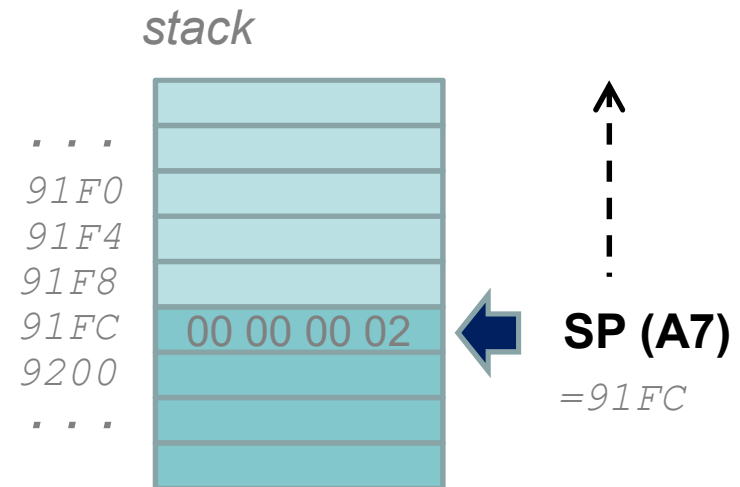 stack
. . .
91F0
91F4
91F8
91FC 00 00 00 02 SP (A7)
9200 =91FC
. . .